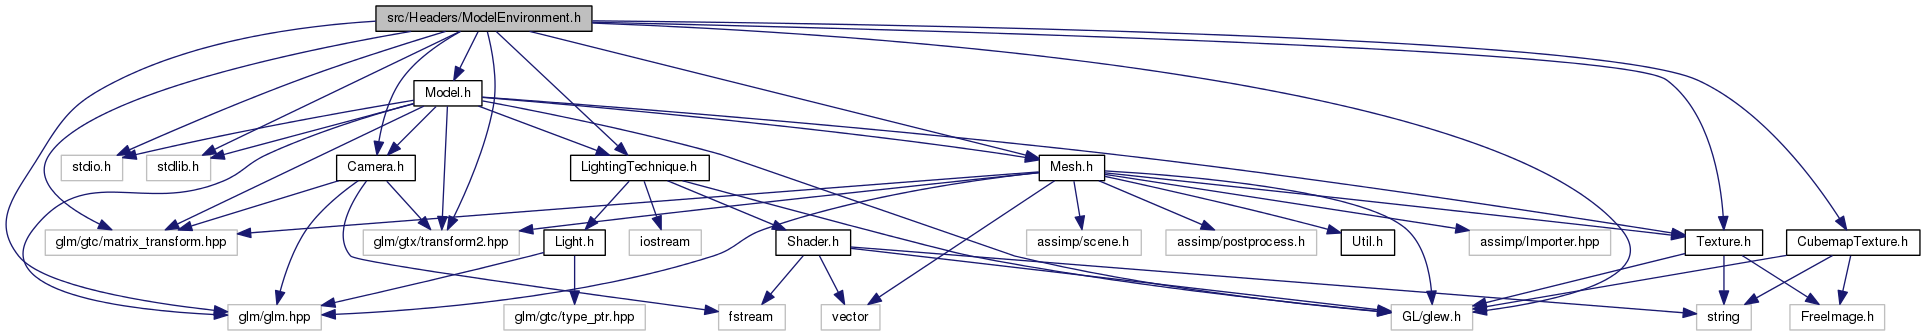 src/Headers/ModelEnvironment.h
Model.h
stdio.h
stdlib.h
Camera.h
LightingTechnique.h
Mesh.h
glm/gtc/matrix_transform.hpp
glm/gtx/transform2.hpp
Light.h
iostream
Shader.h
assimp/scene.h
assimp/postprocess.h
Util.h
assimp/Importer.hpp
Texture.h
CubemapTexture.h
glm/glm.hpp
glm/gtc/type_ptr.hpp
fstream
vector
GL/glew.h
string
FreeImage.h